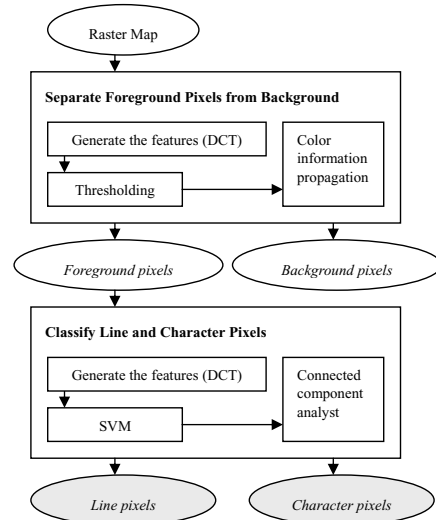 Raster Map
Separate Foreground Pixels from Background
Generate the features (DCT)
Thresholding
Color
information
propagation
Foreground pixels
Background pixels
Classify Line and Character Pixels
Generate the features (DCT)
SVM
Connected
component
analyst
Line pixels
Character pixels